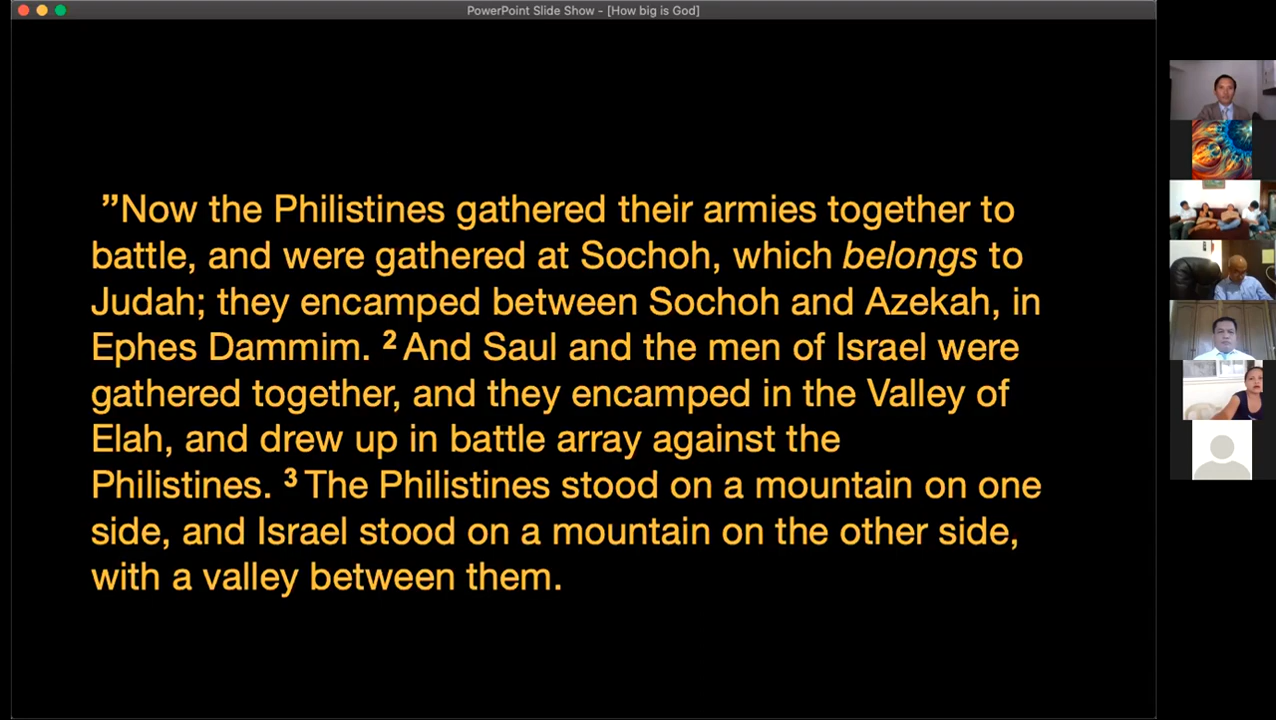 PowerPoint Slide Show - [How big is God]
”Now the Philistines gathered their armies together to
battle, and were gathered at Sochoh, which belongs to
Judah; they encamped between Sochoh and Azekah, in
Ephes Dammim. ² And Saul and the men of Israel were
gathered together, and they encamped in the Valley of
Elah, and drew up in battle array against the
Philistines. ³ The Philistines stood on a mountain on one
side, and Israel stood on a mountain on the other side,
with a valley between them.